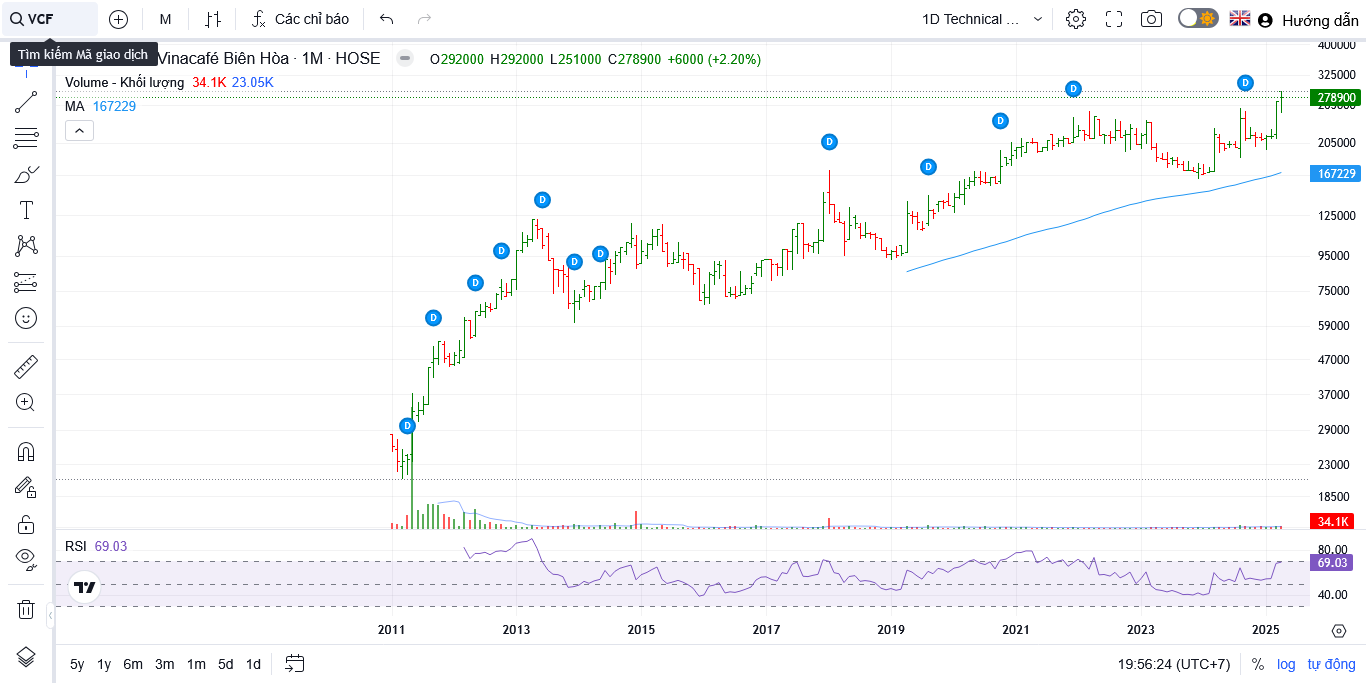 VCF
M
Các chỉ báo
1D Technical ...
Hướng dẫn
Tìm kiếm Mã giao dịch
Vinacafé Biên Hòa · 1M · HOSE
O292000 H292000 L251000 C278900 +6000 (+2.20%)
Volume - Khối lượng 34.1K 23.05K
MA 167229
D
D
D
D
D
D
D
D
D
D
D
D
400000
325000
278900
205000
167229
125000
95000
75000
59000
47000
37000
29000
23000
18500
34.1K
RSI 69.03
80.00
69.03
40.00
2011
2013
2015
2017
2019
2021
2023
2025
5y 1y 6m 3m 1m 5d 1d
19:56:24 (UTC+7)
% log tự động